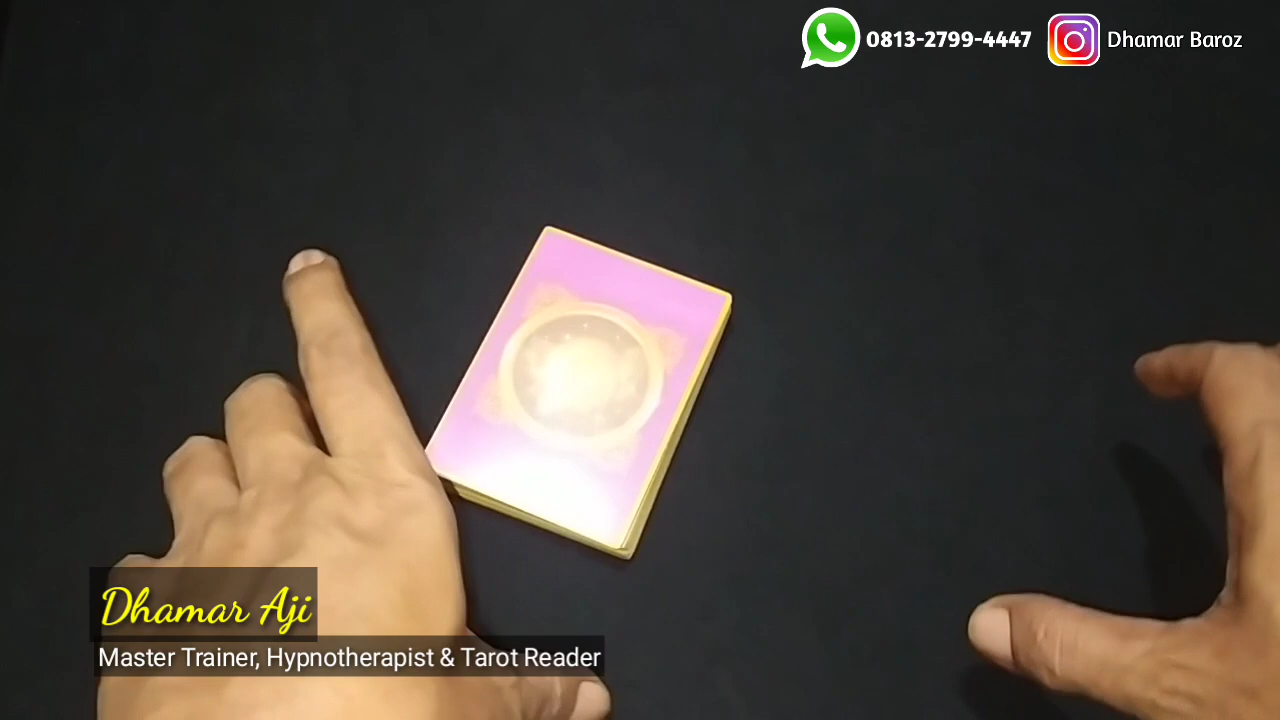 0813-2799-4447 Dhamar Baroz
Dhamar Aji
Master Trainer, Hypnotherapist & Tarot Reader